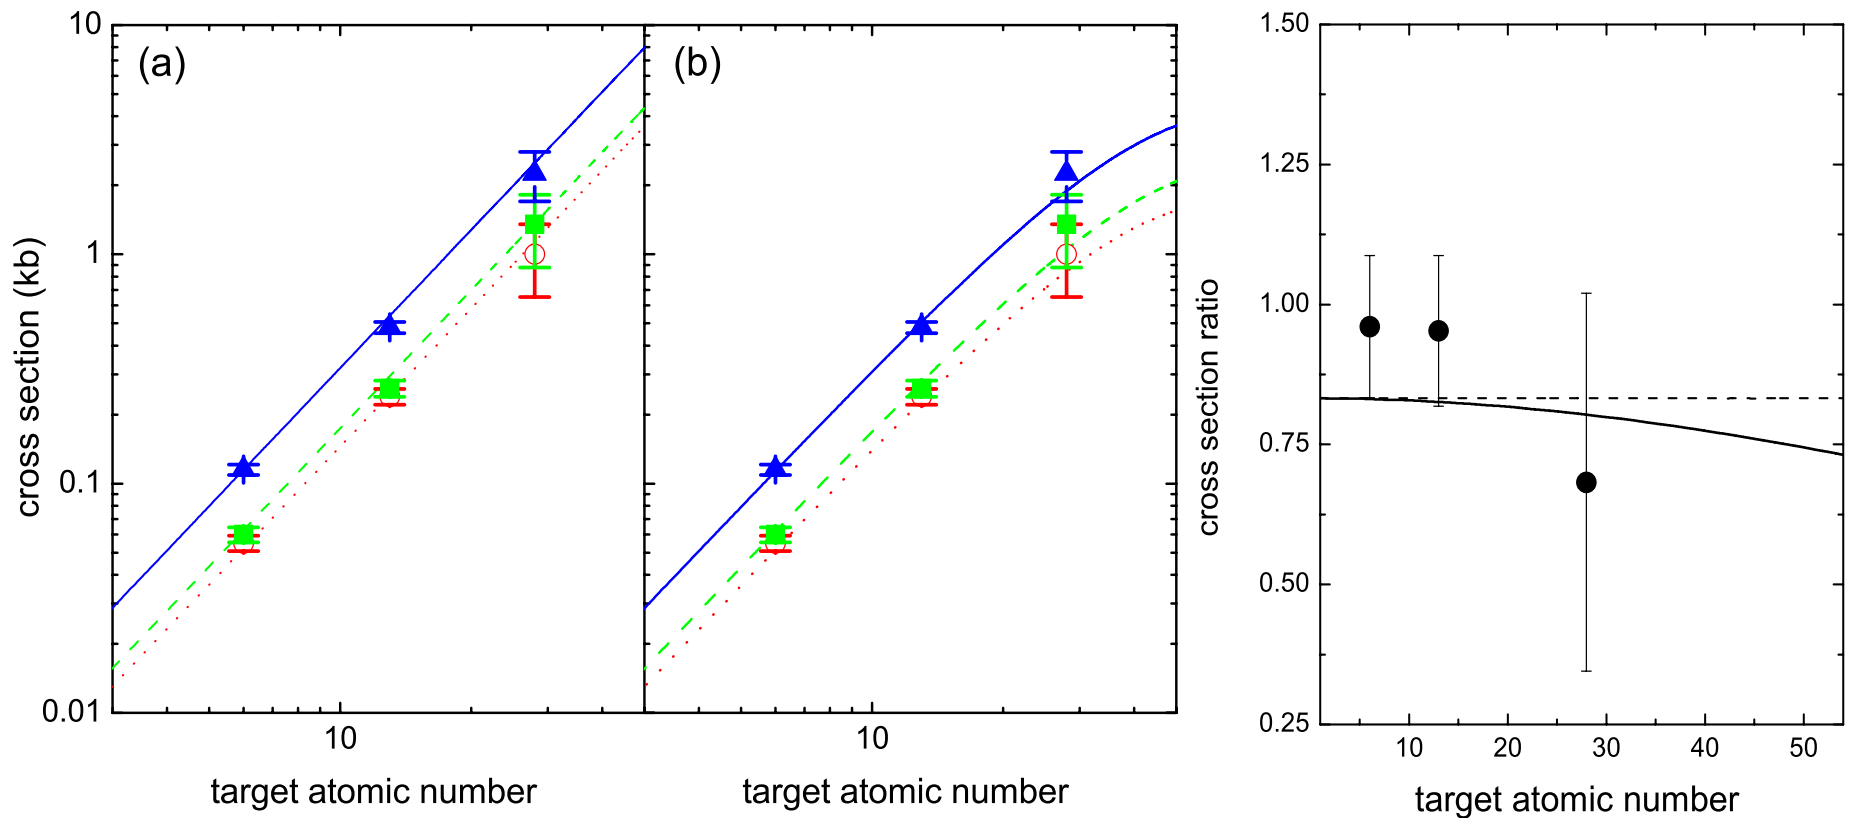 (a)
10
1
0.1
0.01
cross section (kb)
10
target atomic number
(b)
10
target atomic number
1.50
1.25
1.00
0.75
0.50
0.25
cross section ratio
10 20 30 40 50
target atomic number